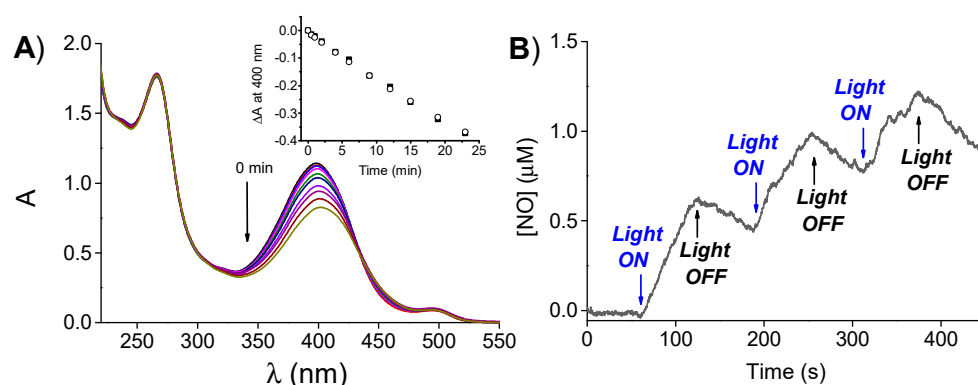 A)
2.0
1.5
1.0
0.5
0.0
A
250 300 350 400 450 500 550
λ (nm)
0 min
0.0
-0.1
-0.2
-0.3
-0.4
ΔA at 400 nm
0 5 10 15 20 25
Time (min)
B)
1.5
1.0
0.5
0.0
[NO] (μM)
0 100 200 300 400
Time (s)
Light
ON
Light
OFF
Light
ON
Light
OFF
Light
ON
Light
OFF